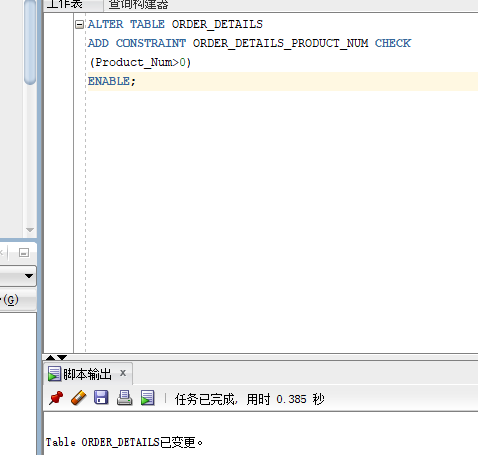 工作表 查询构建器
ALTER TABLE ORDER_DETAILS
ADD CONSTRAINT ORDER_DETAILS_PRODUCT_NUM CHECK
(Product_Num>0)
ENABLE;
(G)
脚本输出 x
任务已完成, 用时 0.385 秒
Table ORDER_DETAILS已变更。